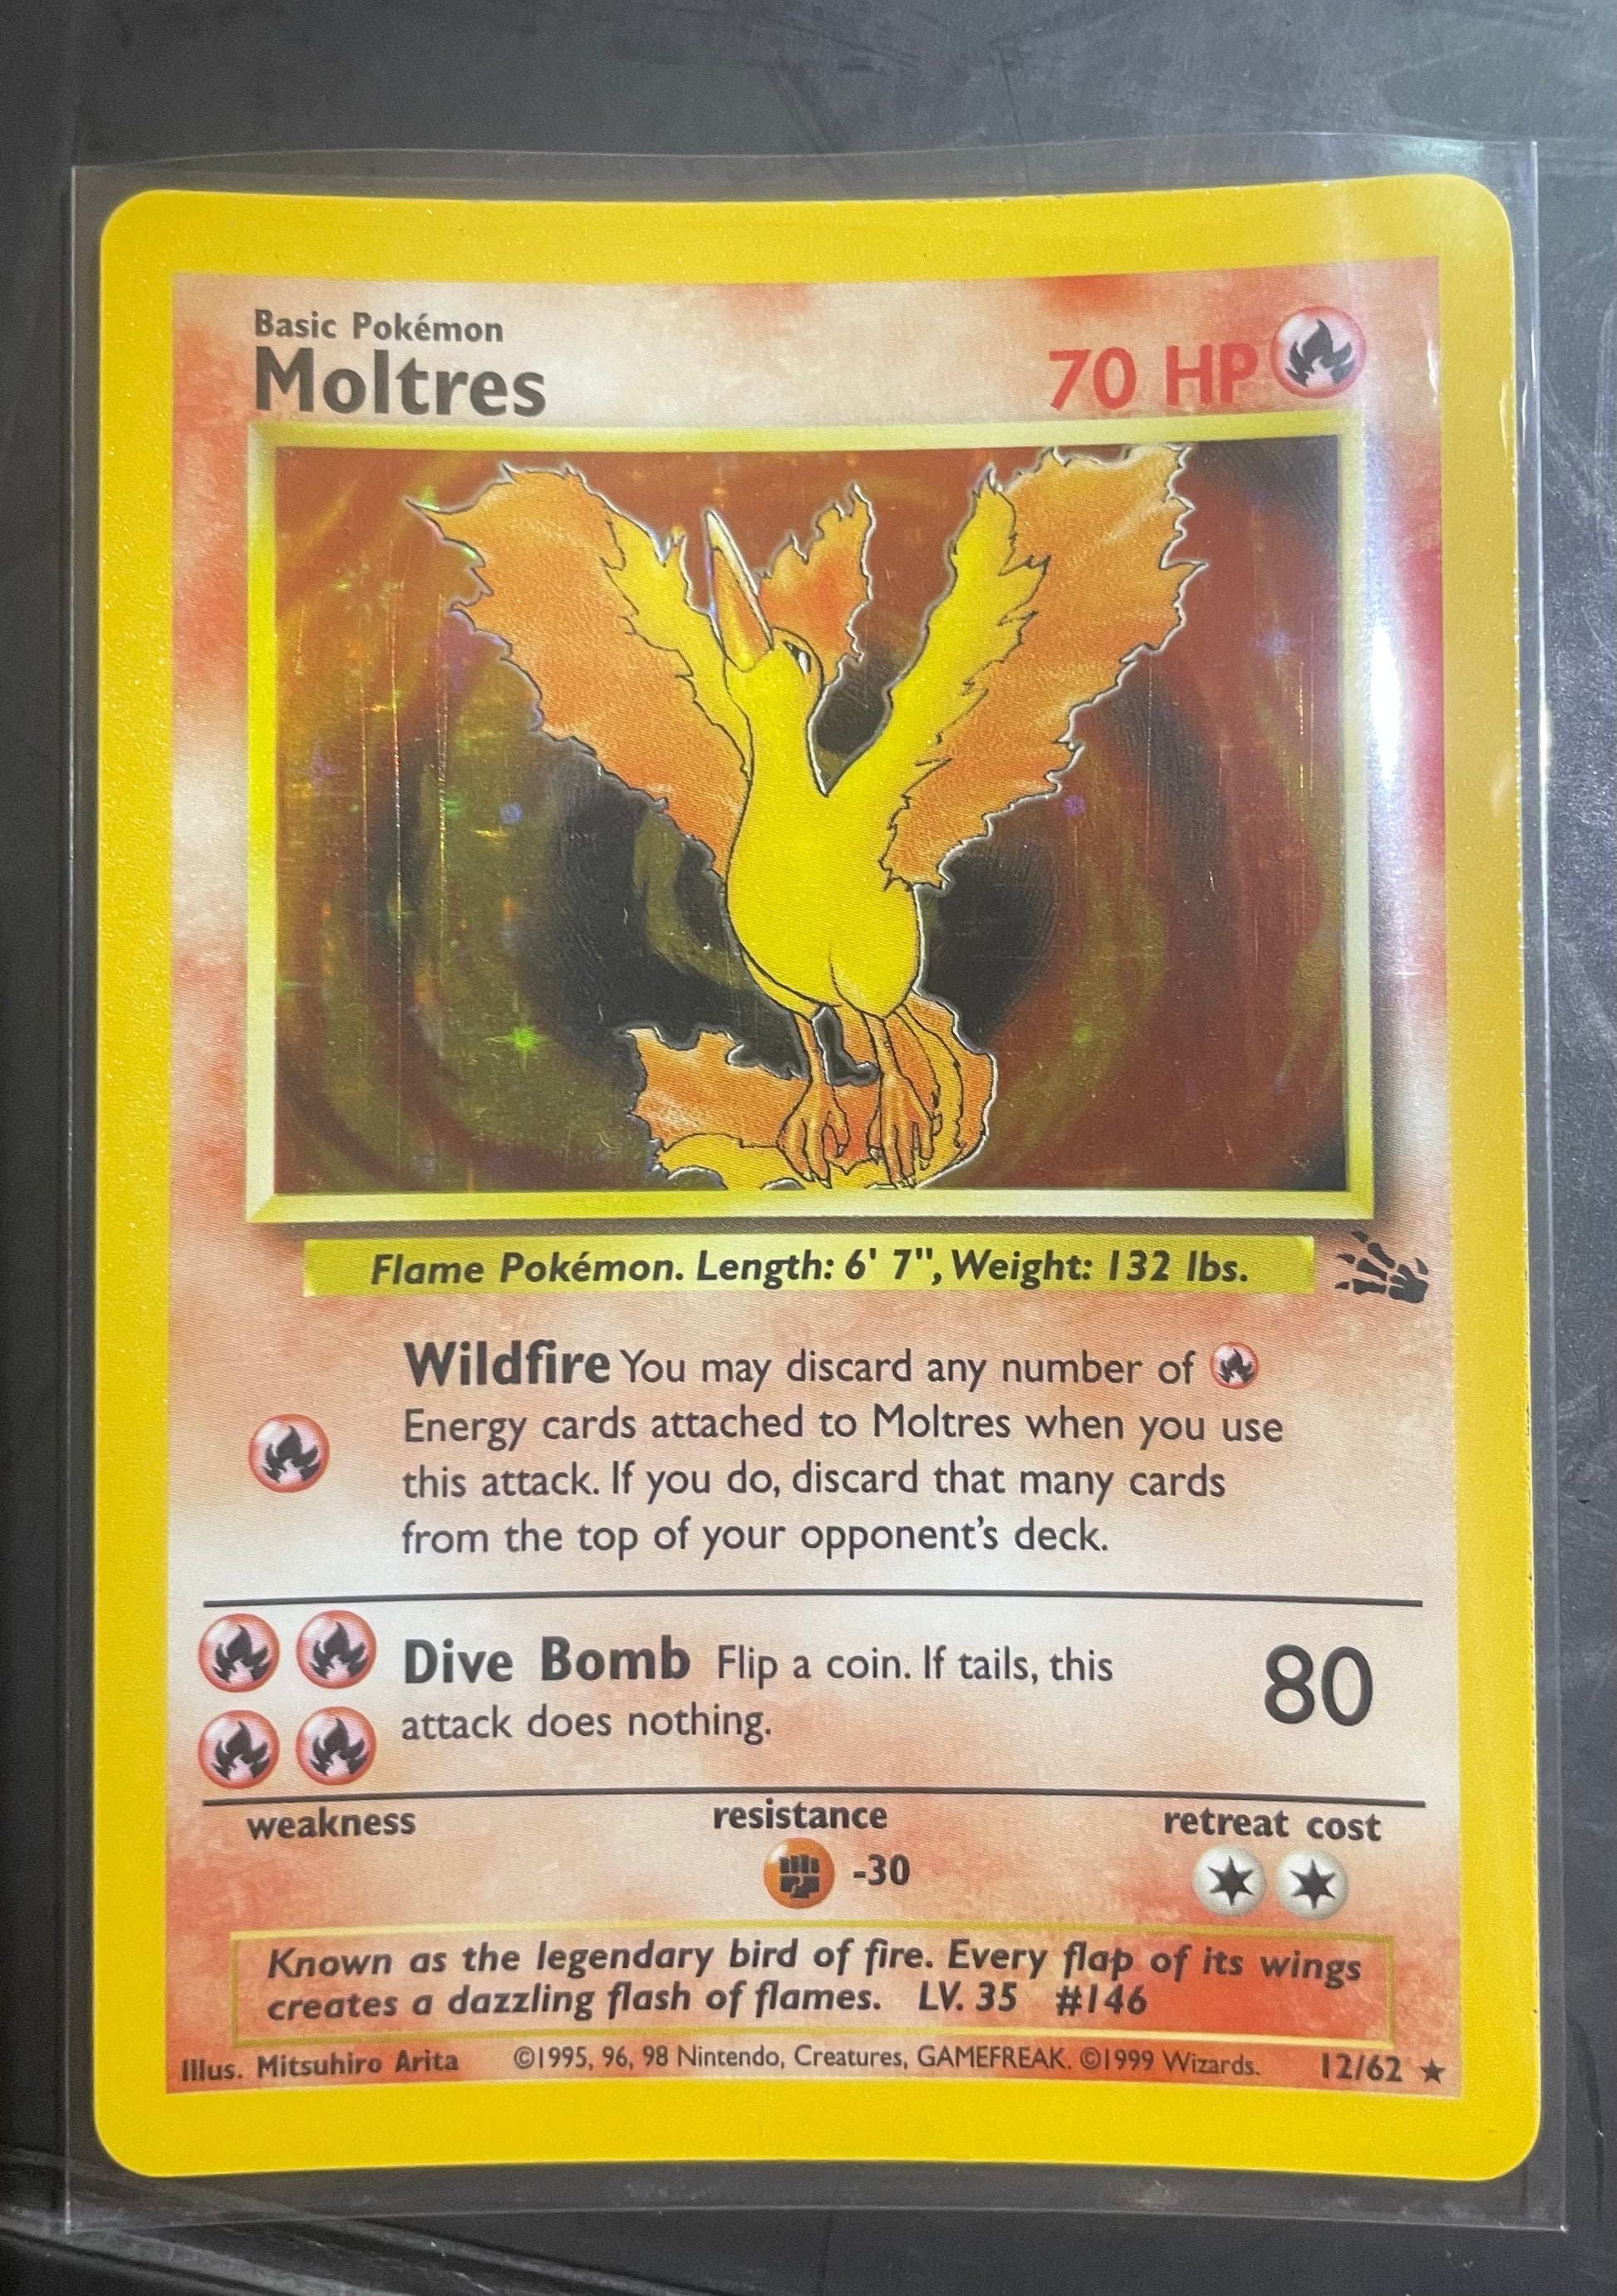 Basic Pokémon
Moltres
70 HP
Flame Pokémon. Length: 6' 7", Weight: 132 lbs.
Wildfire You may discard any number of
Energy cards attached to Moltres when you use
this attack. If you do, discard that many cards
from the top of your opponent's deck.
Dive Bomb Flip a coin. If tails, this
attack does nothing.
80
weakness
resistance
retreat cost
-30
Known as the legendary bird of fire. Every flap of its wings
creates a dazzling flash of flames. LV. 35 #146
Illus. Mitsuhiro Arita ©1995, 96, 98 Nintendo, Creatures, GAMEFREAK. ©1999 Wizards. 12/62 ★